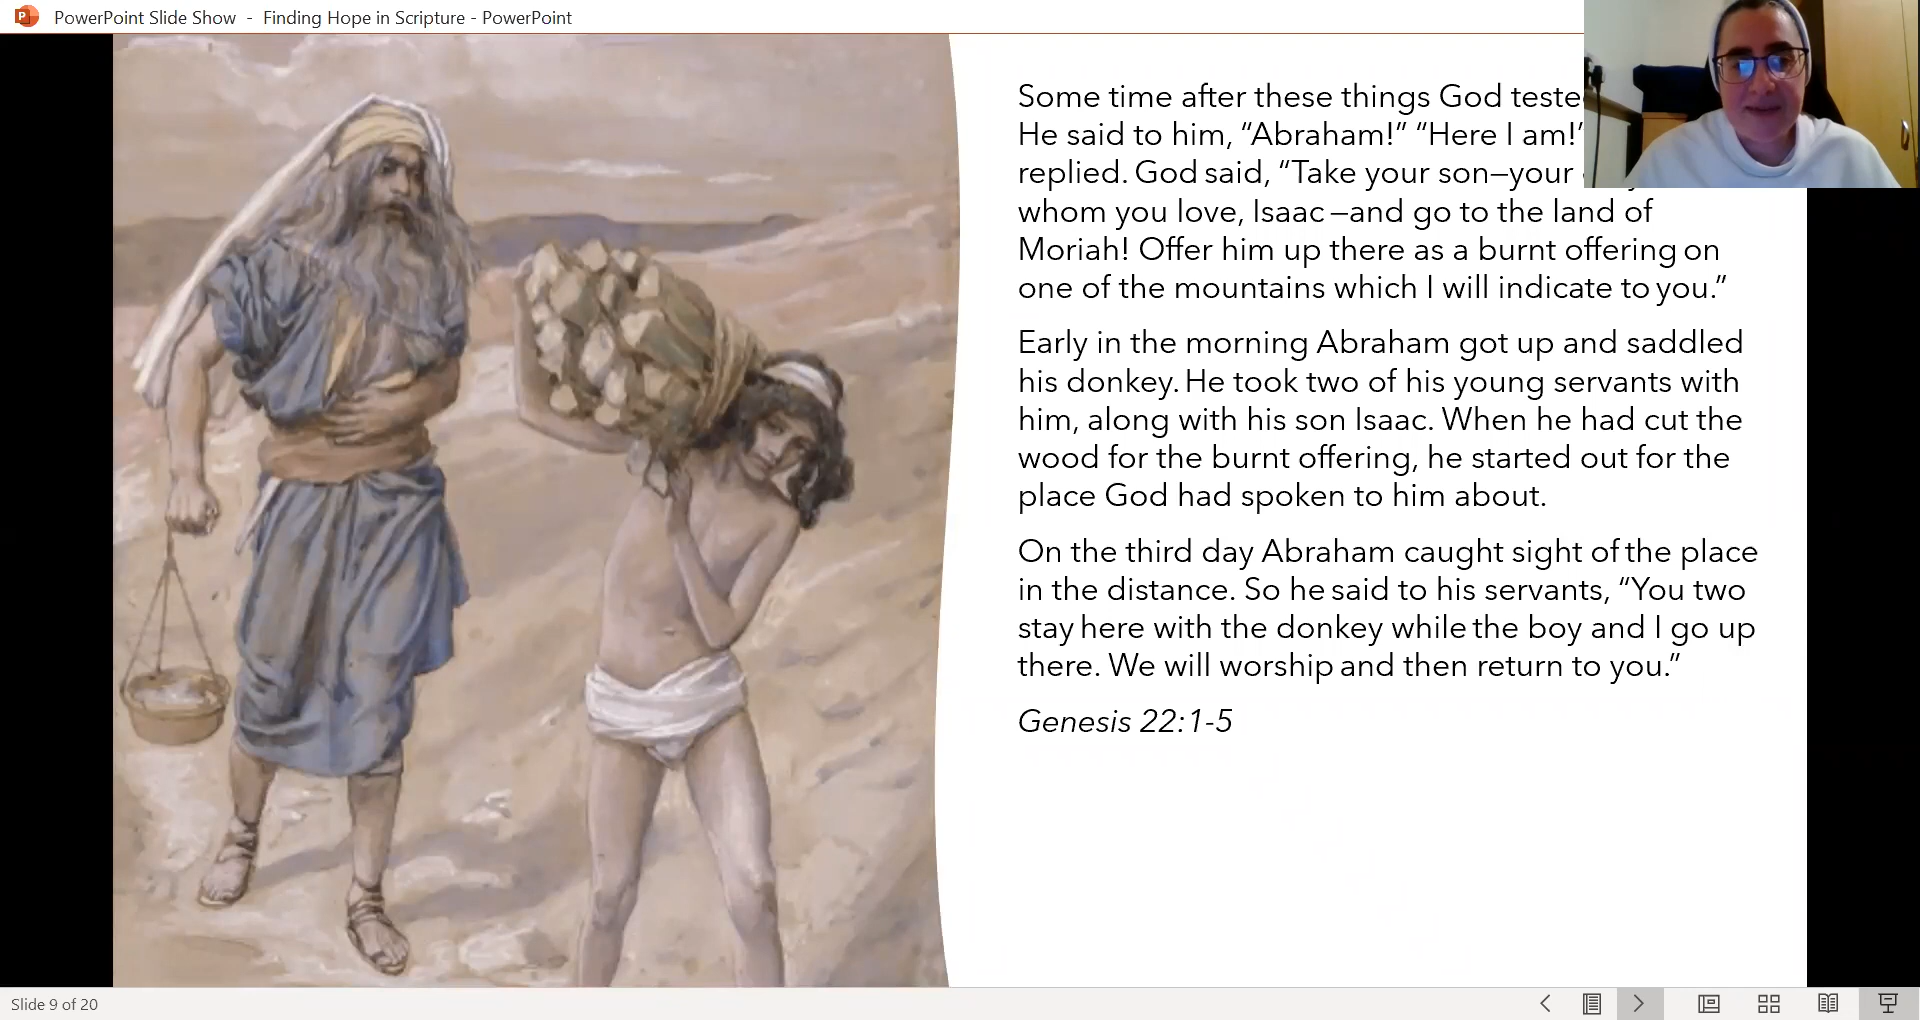 PowerPoint Slide Show - Finding Hope in Scripture - PowerPoint
Some time after these things God teste
He said to him, “Abraham!” “Here I am!”
replied. God said, “Take your son—your
whom you love, Isaac—and go to the land of
Moriah! Offer him up there as a burnt offering on
one of the mountains which I will indicate to you.”
Early in the morning Abraham got up and saddled
his donkey. He took two of his young servants with
him, along with his son Isaac. When he had cut the
wood for the burnt offering, he started out for the
place God had spoken to him about.
On the third day Abraham caught sight of the place
in the distance. So he said to his servants, “You two
stay here with the donkey while the boy and I go up
there. We will worship and then return to you.”
Genesis 22:1-5
Slide 9 of 20